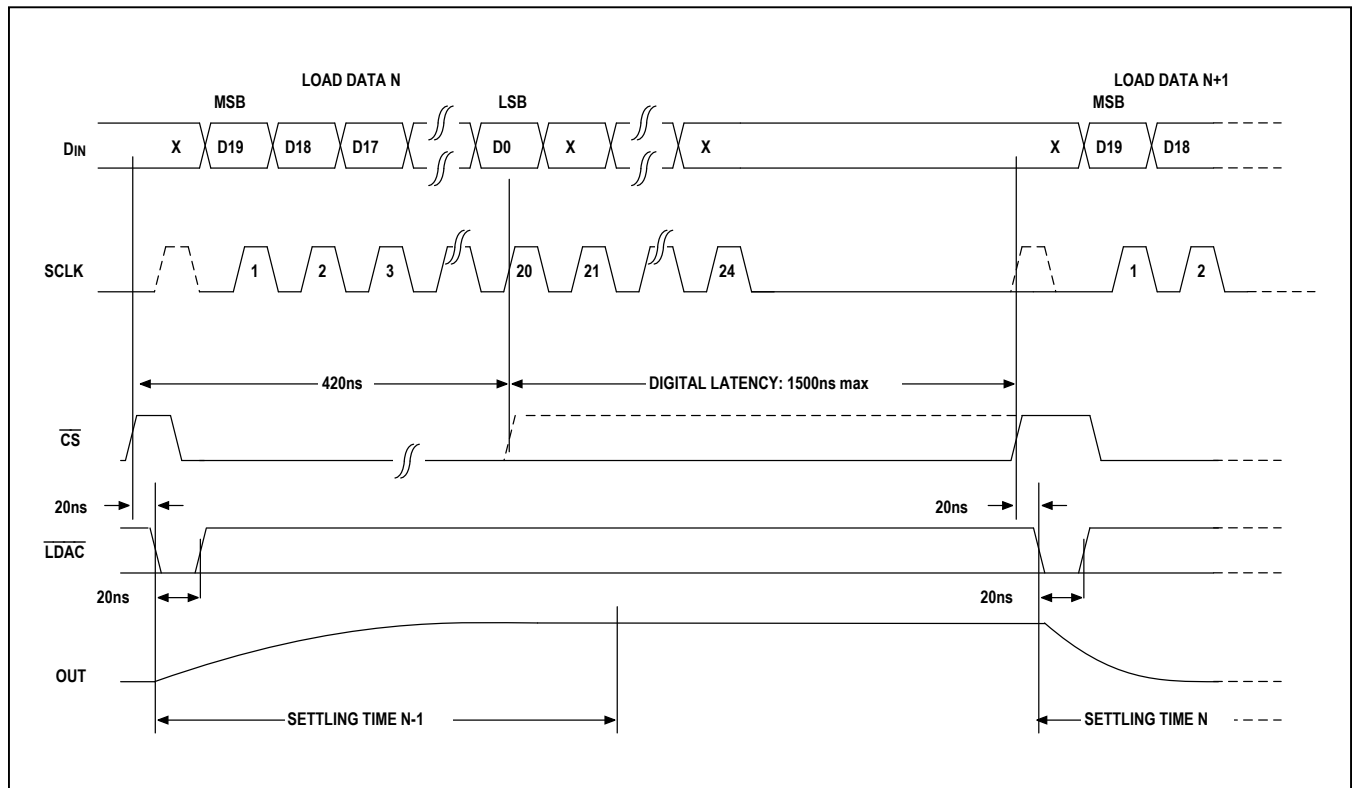 LOAD DATA N LOAD DATA N+1
MSB LSB MSB
DIN X D19 D18 D17 D0 X X X D19 D18
SCLK 1 2 3 20 21 24 1 2
420ns DIGITAL LATENCY: 1500ns max
CS
20ns 20ns
LDAC
20ns 20ns
OUT
SETTLING TIME N-1 SETTLING TIME N